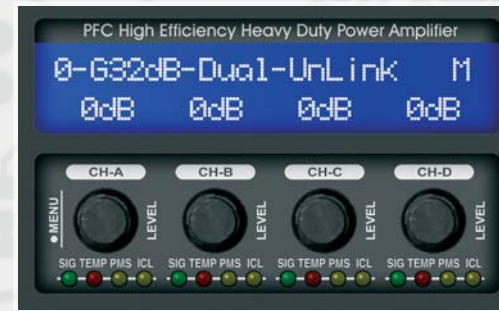 PFC High Efficiency Heavy Duty Power Amplifier
0-G32dB-Dual-UnLink M
0dB 0dB 0dB 0dB
CH-A CH-B CH-C CH-D
●MENU LEVEL LEVEL LEVEL LEVEL
SIG TEMP PMS ICL SIG TEMP PMS ICL SIG TEMP PMS ICL SIG TEMP PMS ICL